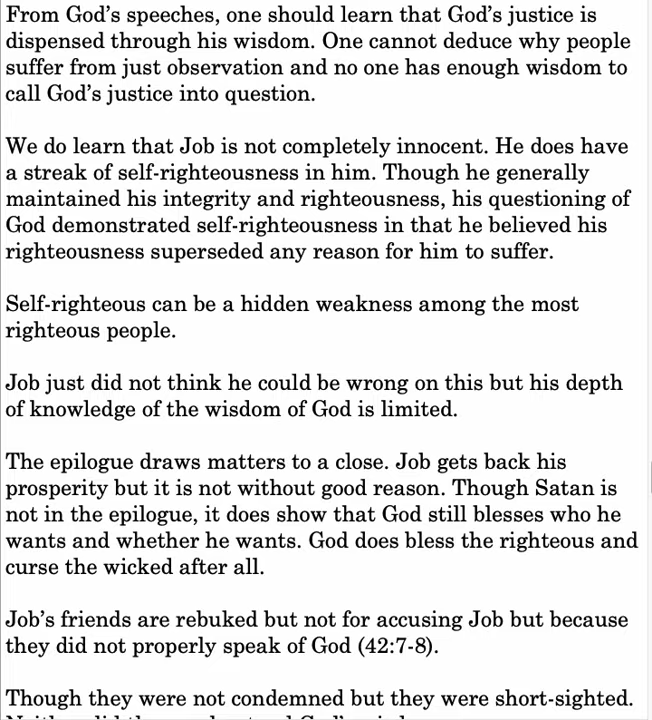 From God's speeches, one should learn that God's justice is
dispensed through his wisdom. One cannot deduce why people
suffer from just observation and no one has enough wisdom to
call God's justice into question.
We do learn that Job is not completely innocent. He does have
a streak of self-righteousness in him. Though he generally
maintained his integrity and righteousness, his questioning of
God demonstrated self-righteousness in that he believed his
righteousness superseded any reason for him to suffer.
Self-righteous can be a hidden weakness among the most
righteous people.
Job just did not think he could be wrong on this but his depth
of knowledge of the wisdom of God is limited.
The epilogue draws matters to a close. Job gets back his
prosperity but it is not without good reason. Though Satan is
not in the epilogue, it does show that God still blesses who he
wants and whether he wants. God does bless the righteous and
curse the wicked after all.
Job's friends are rebuked but not for accusing Job but because
they did not properly speak of God (42:7-8).
Though they were not condemned but they were short-sighted.